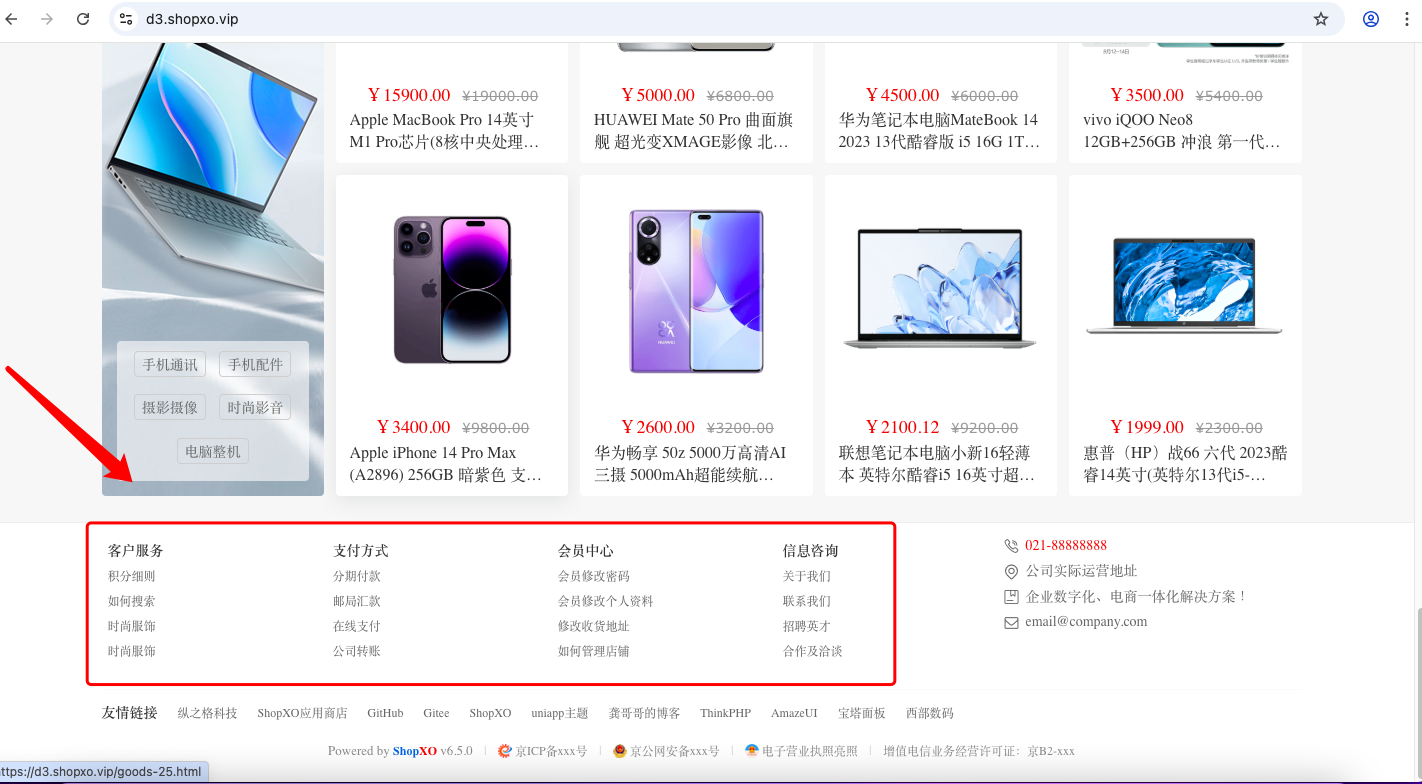 d3.shopxo.vip
8月12-14日
￥15900.00 ¥19000.00
Apple MacBook Pro 14英寸
M1 Pro芯片(8核中央处理…
￥5000.00 ¥6800.00
HUAWEI Mate 50 Pro 曲面旗
舰 超光变XMAGE影像 北…
￥4500.00 ¥6000.00
华为笔记本电脑MateBook 14
2023 13代酷睿版 i5 16G 1T…
￥3500.00 ¥5400.00
vivo iQOO Neo8
12GB+256GB 冲浪 第一代…
手机通讯 手机配件
摄影摄像 时尚影音
电脑整机
HUAWEI
￥3400.00 ¥9800.00
Apple iPhone 14 Pro Max
(A2896) 256GB 暗紫色 支…
￥2600.00 ¥3200.00
华为畅享 50z 5000万高清AI
三摄 5000mAh超能续航…
￥2100.12 ¥9200.00
联想笔记本电脑小新16轻薄
本 英特尔酷睿i5 16英寸超…
￥1999.00 ¥2300.00
惠普（HP）战66 六代 2023酷
睿14英寸(英特尔13代i5-…
客户服务
积分细则
如何搜索
时尚服饰
时尚服饰
支付方式
分期付款
邮局汇款
在线支付
公司转账
会员中心
会员修改密码
会员修改个人资料
修改收货地址
如何管理店铺
信息咨询
关于我们
联系我们
招聘英才
合作及洽谈
021-88888888
公司实际运营地址
企业数字化、电商一体化解决方案！
email@company.com
友情链接 纵之格科技 ShopXO应用商店 GitHub Gitee ShopXO uniapp主题 龚哥哥的博客 ThinkPHP AmazeUI 宝塔面板 西部数码
Powered by ShopXO v6.5.0 京ICP备xxx号 京公网安备xxx号 电子营业执照亮照 增值电信业务经营许可证：京B2-xxx
ttps://d3.shopxo.vip/goods-25.html